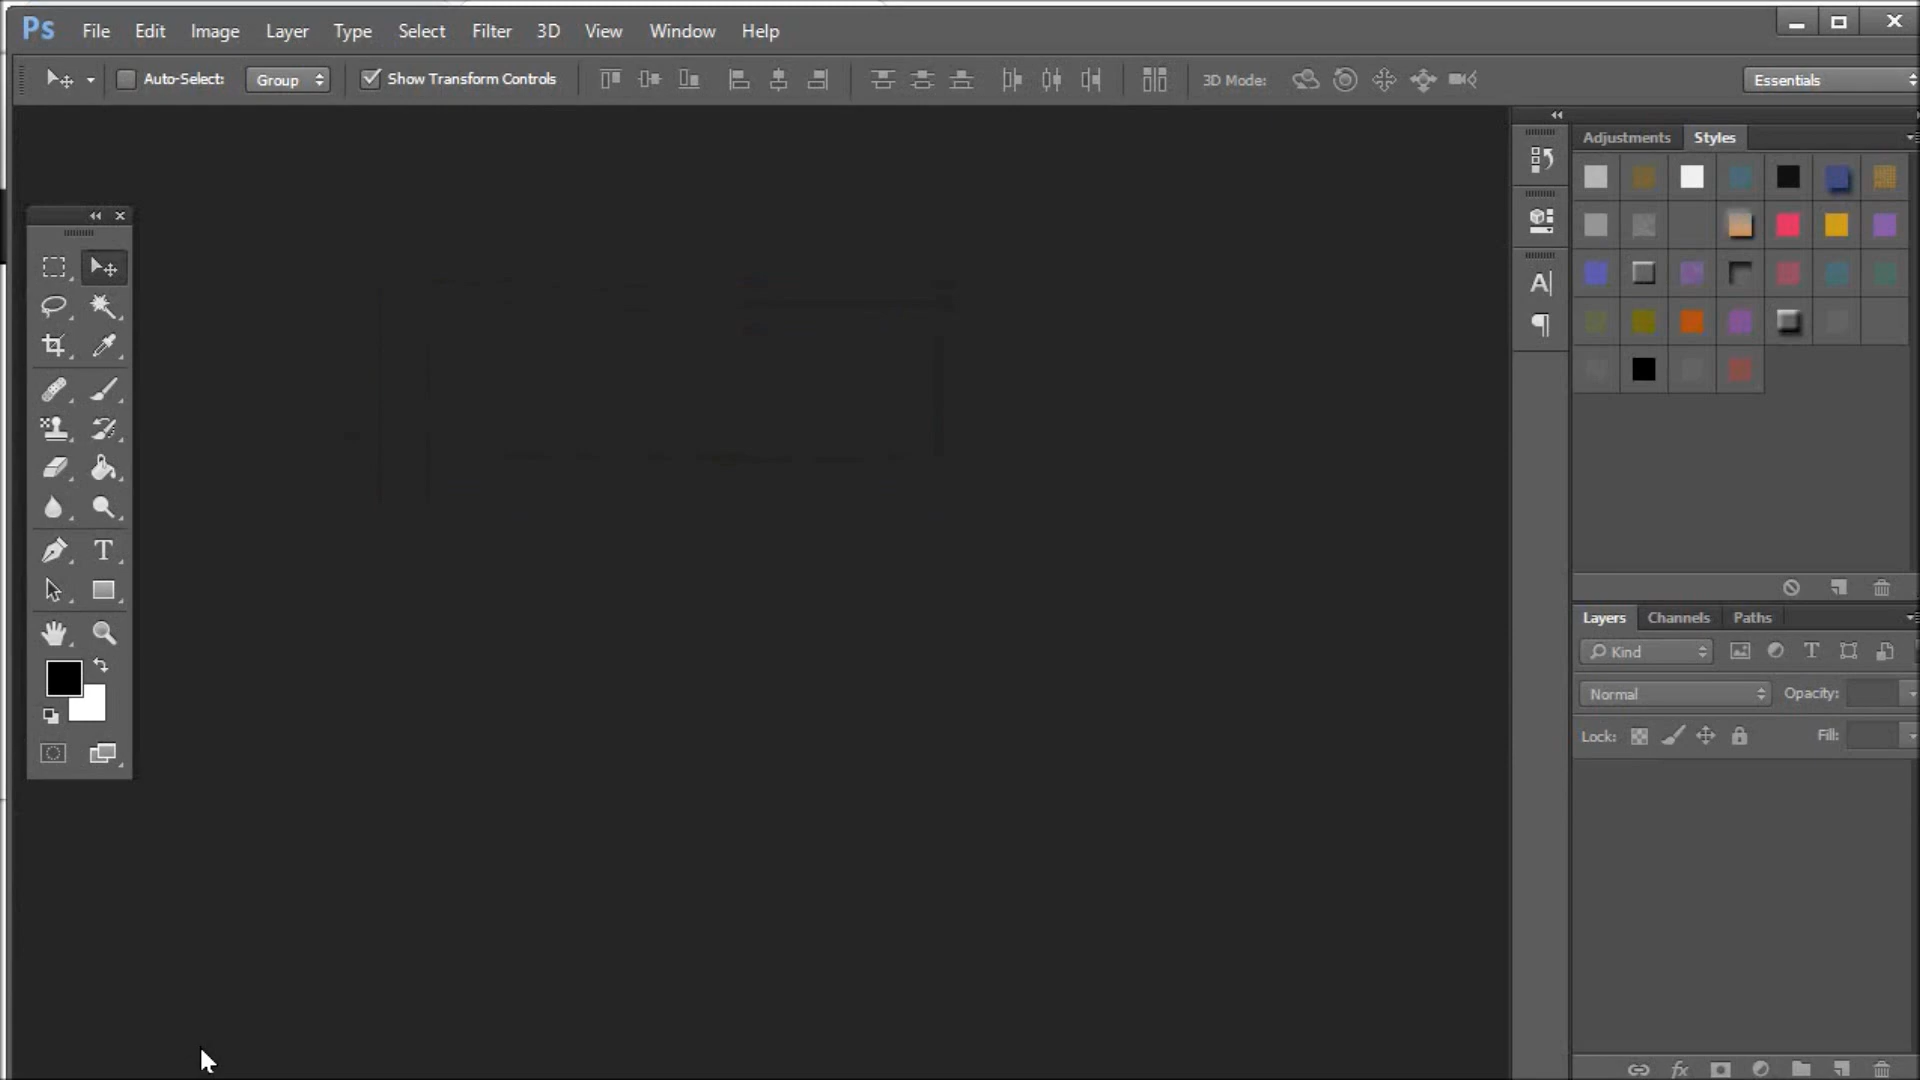 Ps File Edit Image Layer Type Select Filter 3D View Window Help
Auto-Select: Group Show Transform Controls 3D Mode: Essentials
Adjustments Styles
Layers Channels Paths
Kind
Normal Opacity:
Lock: Fill: